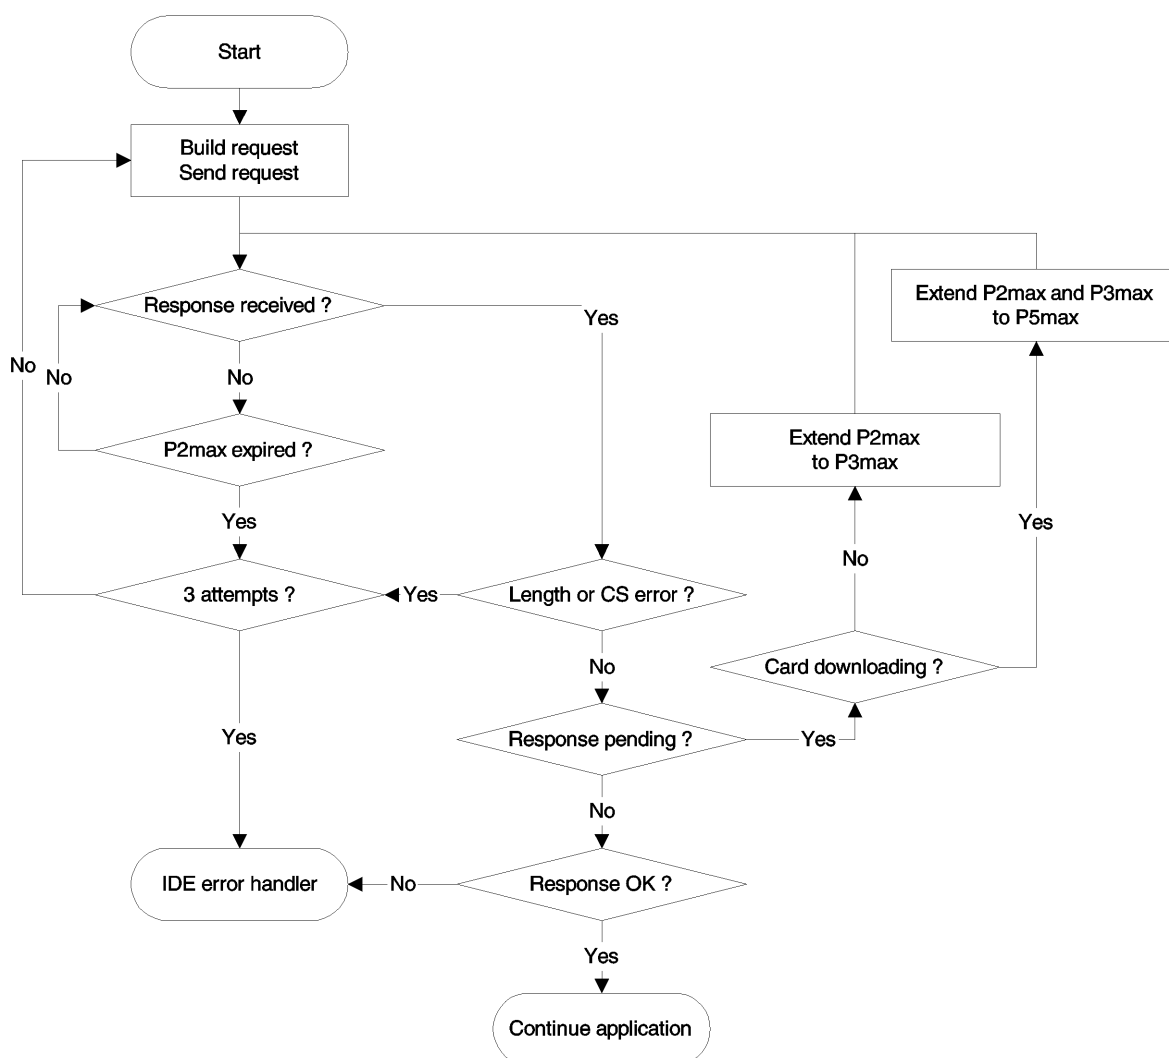 Start
Build request
Send request
Response received ?
Extend P2max and P3max
to P5max
Yes
No
No
No
P2max expired ?
Extend P2max
to P3max
Yes
Yes
No
3 attempts ?
Yes
Length or CS error ?
No
Card downloading ?
Yes
Response pending ?
Yes
No
IDE error handler
No
Response OK ?
Yes
Continue application